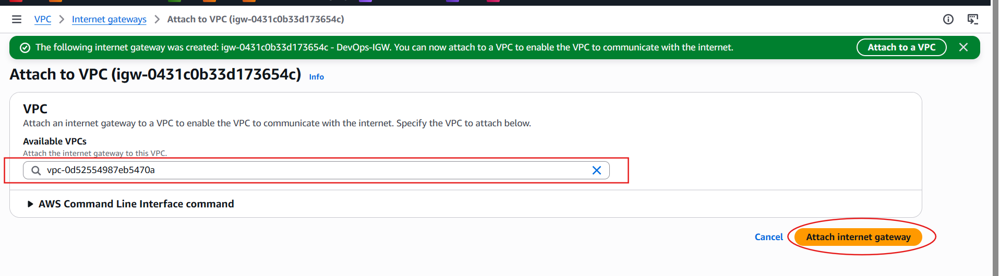 VPC > Internet gateways > Attach to VPC (igw-0431c0b33d173654c)
The following internet gateway was created: igw-0431c0b33d173654c - DevOps-IGW. You can now attach to a VPC to enable the VPC to communicate with the internet. Attach to a VPC
Attach to VPC (igw-0431c0b33d173654c) Info
VPC
Attach an internet gateway to a VPC to enable the VPC to communicate with the internet. Specify the VPC to attach below.
Available VPCs
Attach the internet gateway to this VPC.
vpc-0d52554987eb5470a
AWS Command Line Interface command
Cancel Attach internet gateway